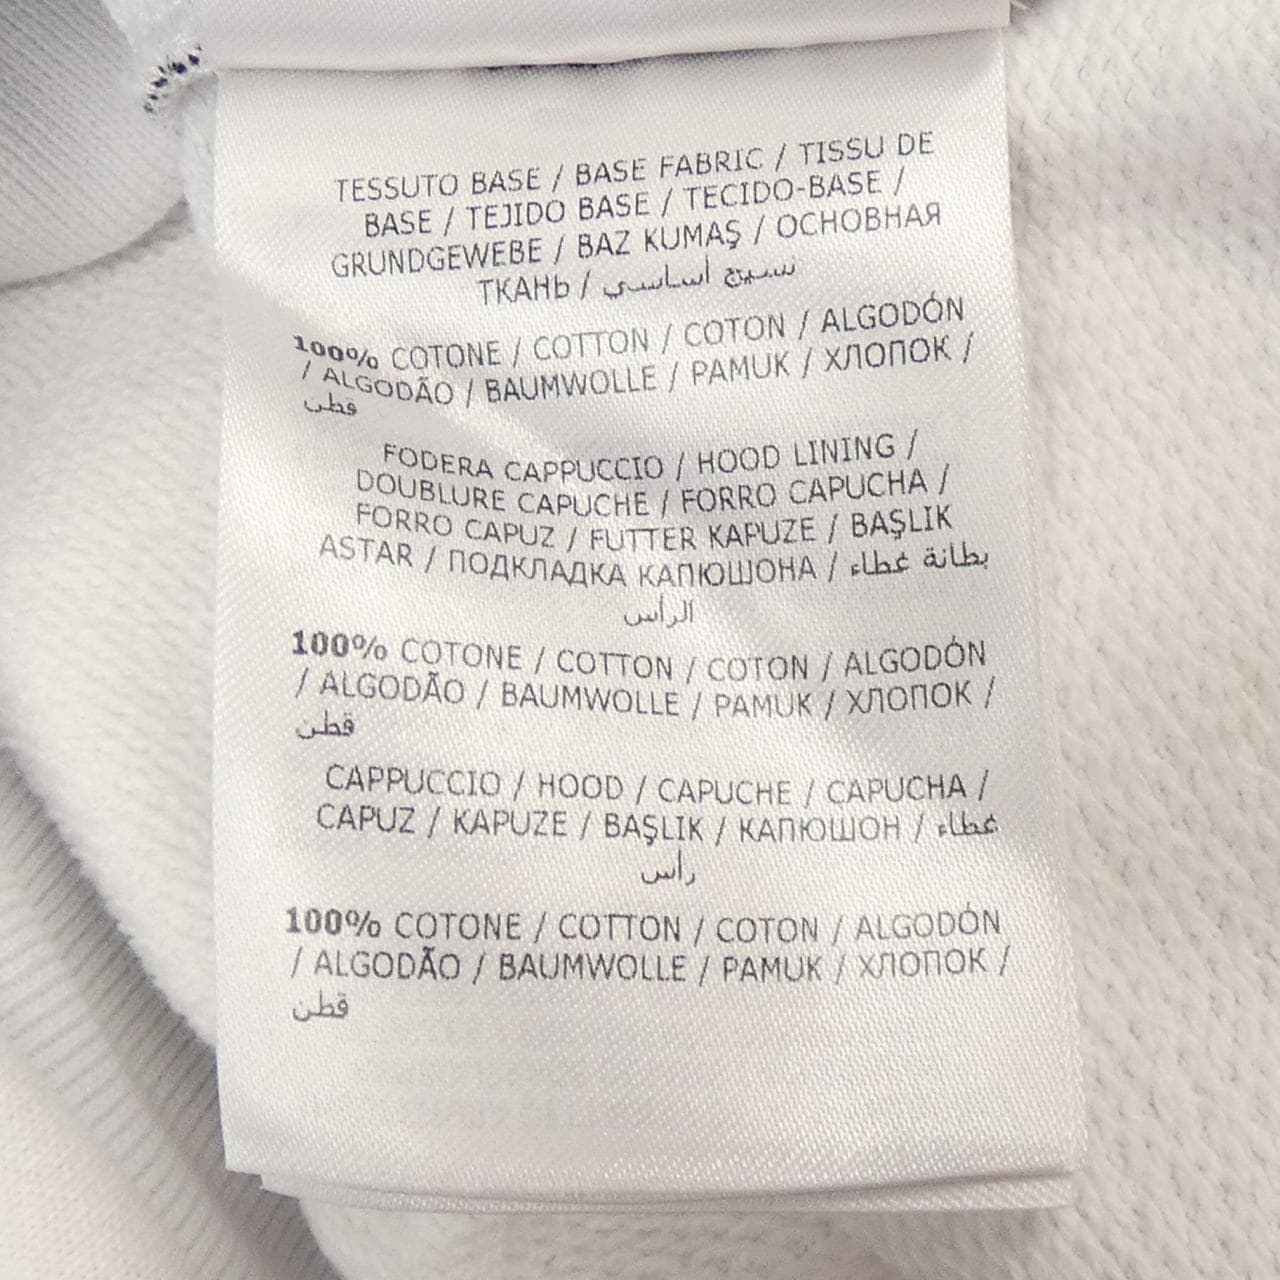 TESSUTO BASE / BASE FABRIC / TISSU DE
BASE / TEJIDO BASE / TECIDO-BASE /
GRUNDGEWEBE / BAZ KUMAŞ / ОСНОВНАЯ
ТКАНЬ / نسيج أساسي
100% COTONE / COTTON / COTON / ALGODÓN
/ ALGODÃO / BAUMWOLLE / PAMUK / ХЛОПОК /
قطن
FODERA CAPPUCCIO / HOOD LINING /
DOUBLURE CAPUCHE / FORRO CAPUCHA /
FORRO CAPUZ / FUTTER KAPUZE / BAŞLIK
ASTAR / ПОДКЛАДКА КАПЮШОНА / بطانة غطاء
الرأس
100% COTONE / COTTON / COTON / ALGODÓN
/ ALGODÃO / BAUMWOLLE / PAMUK / ХЛОПОК /
قطن
CAPPUCCIO / HOOD / CAPUCHE / CAPUCHA /
CAPUZ / KAPUZE / BAŞLIK / КАПЮШОН / غطاء
رأس
100% COTONE / COTTON / COTON / ALGODÓN
/ ALGODÃO / BAUMWOLLE / PAMUK / ХЛОПОК /
قطن